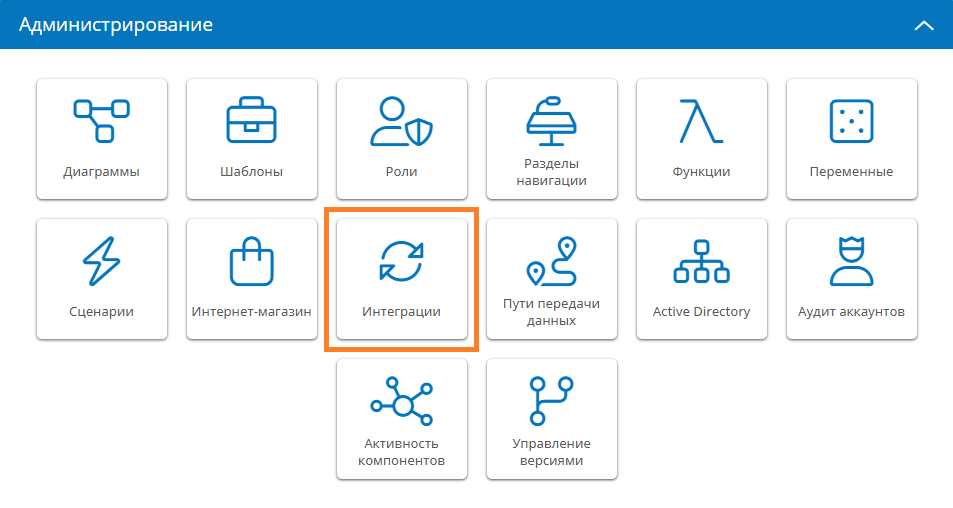 Администрирование
Диаграммы
Шаблоны
Роли
Разделы
навигации
Функции
Переменные
Сценарии
Интернет-магазин
Интеграции
Пути передачи
данных
Active Directory
Аудит аккаунтов
Активность
компонентов
Управление
версиями